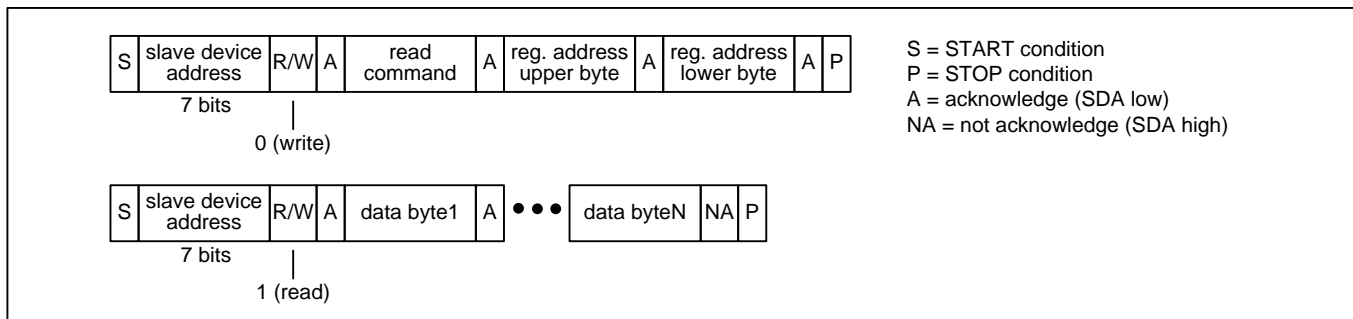 S slave device address R/W A read command A reg. address upper byte A reg. address lower byte A P
7 bits
0 (write)
S = START condition
P = STOP condition
A = acknowledge (SDA low)
NA = not acknowledge (SDA high)
S slave device address R/W A data byte1 A ●●● data byteN NA P
7 bits
1 (read)